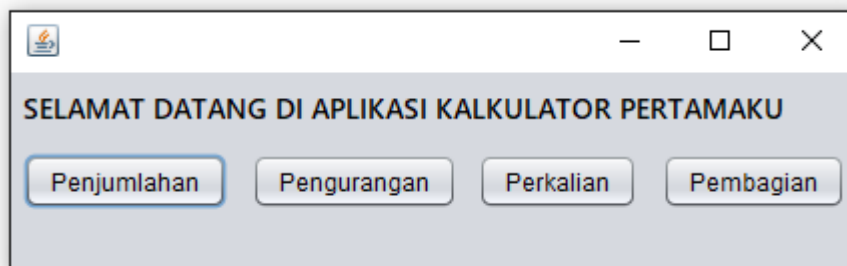 SELAMAT DATANG DI APLIKASI KALKULATOR PERTAMAKU
Penjumlahan Pengurangan Perkalian Pembagian